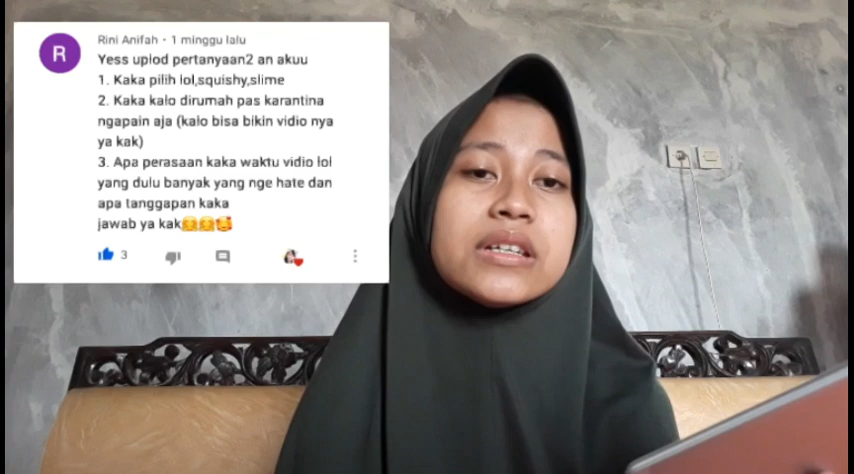 R
Rini Anifah • 1 minggu lalu
Yess uplod pertanyaan2 an akuu
1. Kaka pilih lol,squishy,slime
2. Kaka kalo dirumah pas karantina
ngapain aja (kalo bisa bikin vidio nya
ya kak)
3. Apa perasaan kaka waktu vidio lol
yang dulu banyak yang nge hate dan
apa tanggapan kaka
jawab ya kak🤗🤗🥰
3